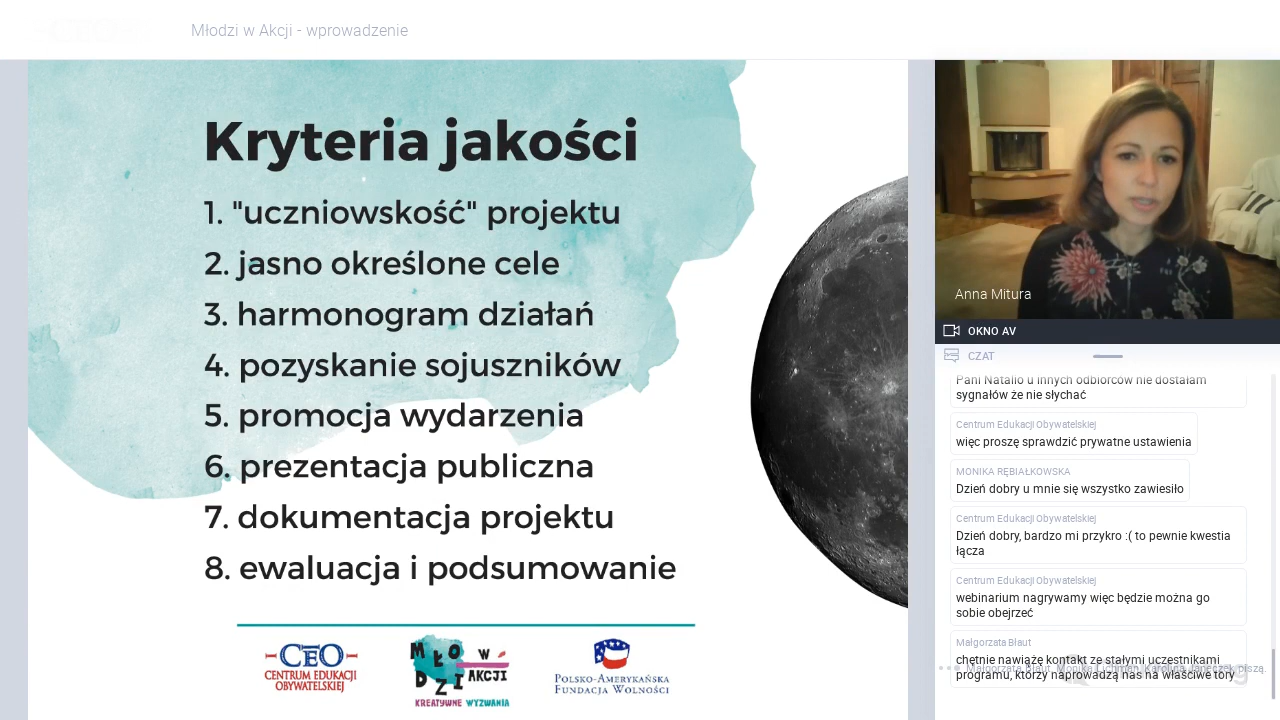 Młodzi w Akcji - wprowadzenie
Kryteria jakości
1. "uczniowskość" projektu
2. jasno określone cele
3. harmonogram działań
4. pozyskanie sojuszników
5. promocja wydarzenia
6. prezentacja publiczna
7. dokumentacja projektu
8. ewaluacja i podsumowanie
CEO
CENTRUM EDUKACJI
OBYWATELSKIEJ
MŁODZI W AKCJI
KREATYWNE WYZWANIA
POLSKO-AMERYKAŃSKA
FUNDACJA WOLNOŚCI
Anna Mitura
OKNO AV
CZAT
Pani Natalio u innych odbiorców nie dostałam
sygnałów że nie słychać
Centrum Edukacji Obywatelskiej
więc proszę sprawdzić prywatne ustawienia
MONIKA RĘBIAŁKOWSKA
Dzień dobry u mnie się wszystko zawiesiło
Centrum Edukacji Obywatelskiej
Dzień dobry, bardzo mi przykro :( to pewnie kwestia
łącza
Centrum Edukacji Obywatelskiej
webinarium nagrywamy więc będzie można go
sobie obejrzeć
Małgorzata Błaut
chętnie nawiążę kontakt ze stałymi uczestnikami
programu, którzy naprowadzą nas na właściwe tory
Małgorzata Błaut, Monika
piszą.